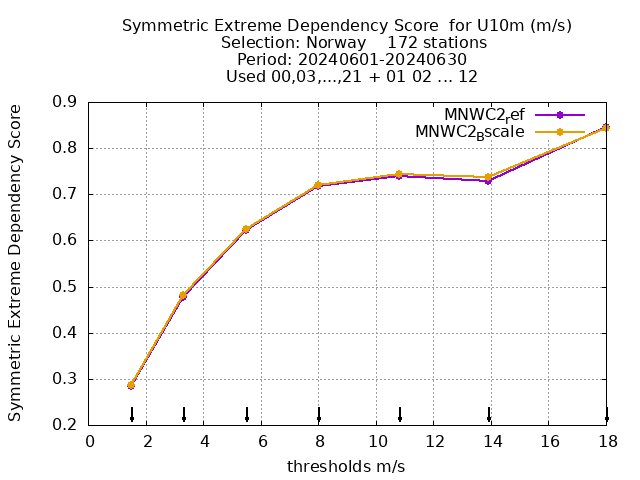 Symmetric Extreme Dependency Score  for U10m (m/s)
Selection: Norway    172 stations
Period: 20240601-20240630
Used 00,03,...,21 + 01 02 ... 12
MNWC2ref
MNWC2Bscale
Symmetric Extreme Dependency Score
0.9
0.8
0.7
0.6
0.5
0.4
0.3
0.2
0 2 4 6 8 10 12 14 16 18
thresholds m/s